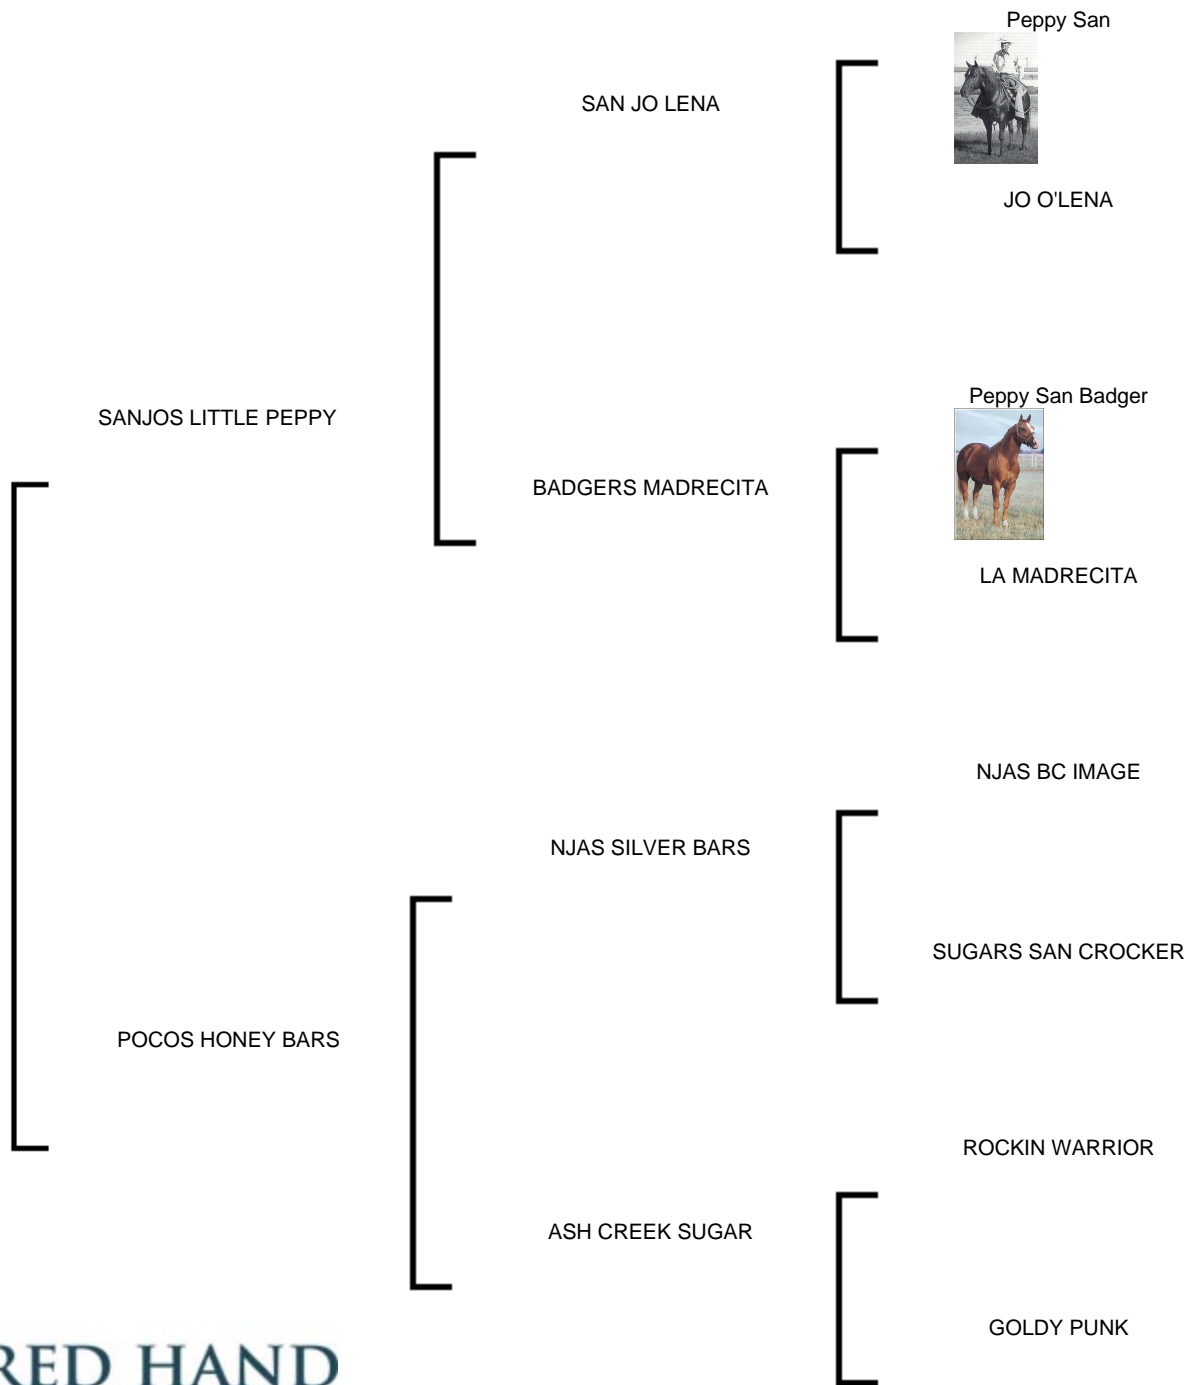 Peppy San
SAN JO LENA
JO O'LENA
Peppy San Badger
SANJOS LITTLE PEPPY
BADGERS MADRECITA
LA MADRECITA
NJAS BC IMAGE
NJAS SILVER BARS
SUGARS SAN CROCKER
POCOS HONEY BARS
ROCKIN WARRIOR
ASH CREEK SUGAR
GOLDY PUNK
RED HAND